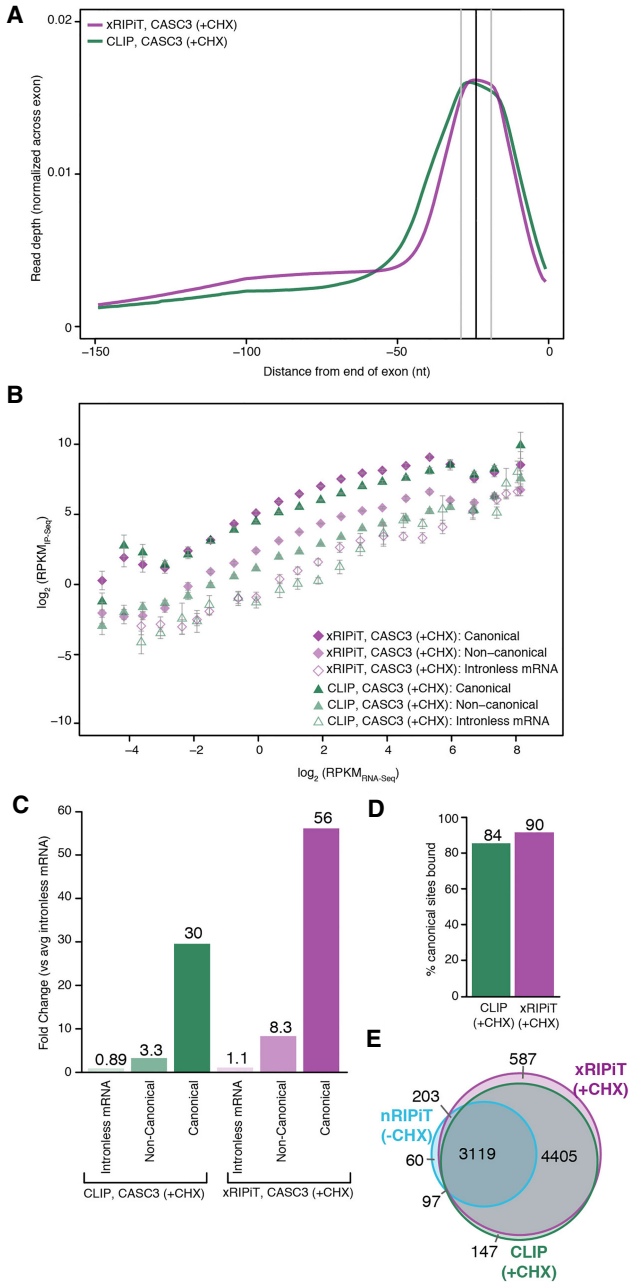 A
xRIPiT, CASC3 (+CHX)
CLIP, CASC3 (+CHX)
Read depth (normalized across exon)
0.02
0.01
0
−150
−100
−50
0
Distance from end of exon (nt)
B
log2 (RPKMIP-Seq)
10
5
0
−5
−10
xRIPiT, CASC3 (+CHX): Canonical
xRIPiT, CASC3 (+CHX): Non−canonical
xRIPiT, CASC3 (+CHX): Intronless mRNA
CLIP, CASC3 (+CHX): Canonical
CLIP, CASC3 (+CHX): Non−canonical
CLIP, CASC3 (+CHX): Intronless mRNA
−4
−2
0
2
4
6
8
log2 (RPKMRNA-Seq)
C
Fold Change (vs avg intronless mRNA)
60
50
40
30
20
10
0
0.89
3.3
30
1.1
8.3
56
Intronless mRNA
Non-Canonical
Canonical
Intronless mRNA
Non-Canonical
Canonical
CLIP, CASC3 (+CHX)
xRIPiT, CASC3 (+CHX)
D
% canonical sites bound
100
80
60
40
20
0
84
90
CLIP
(+CHX)
xRIPiT
(+CHX)
E
587
xRIPiT
(+CHX)
203
nRIPiT
(-CHX)
60
3119
4405
97
147
CLIP
(+CHX)